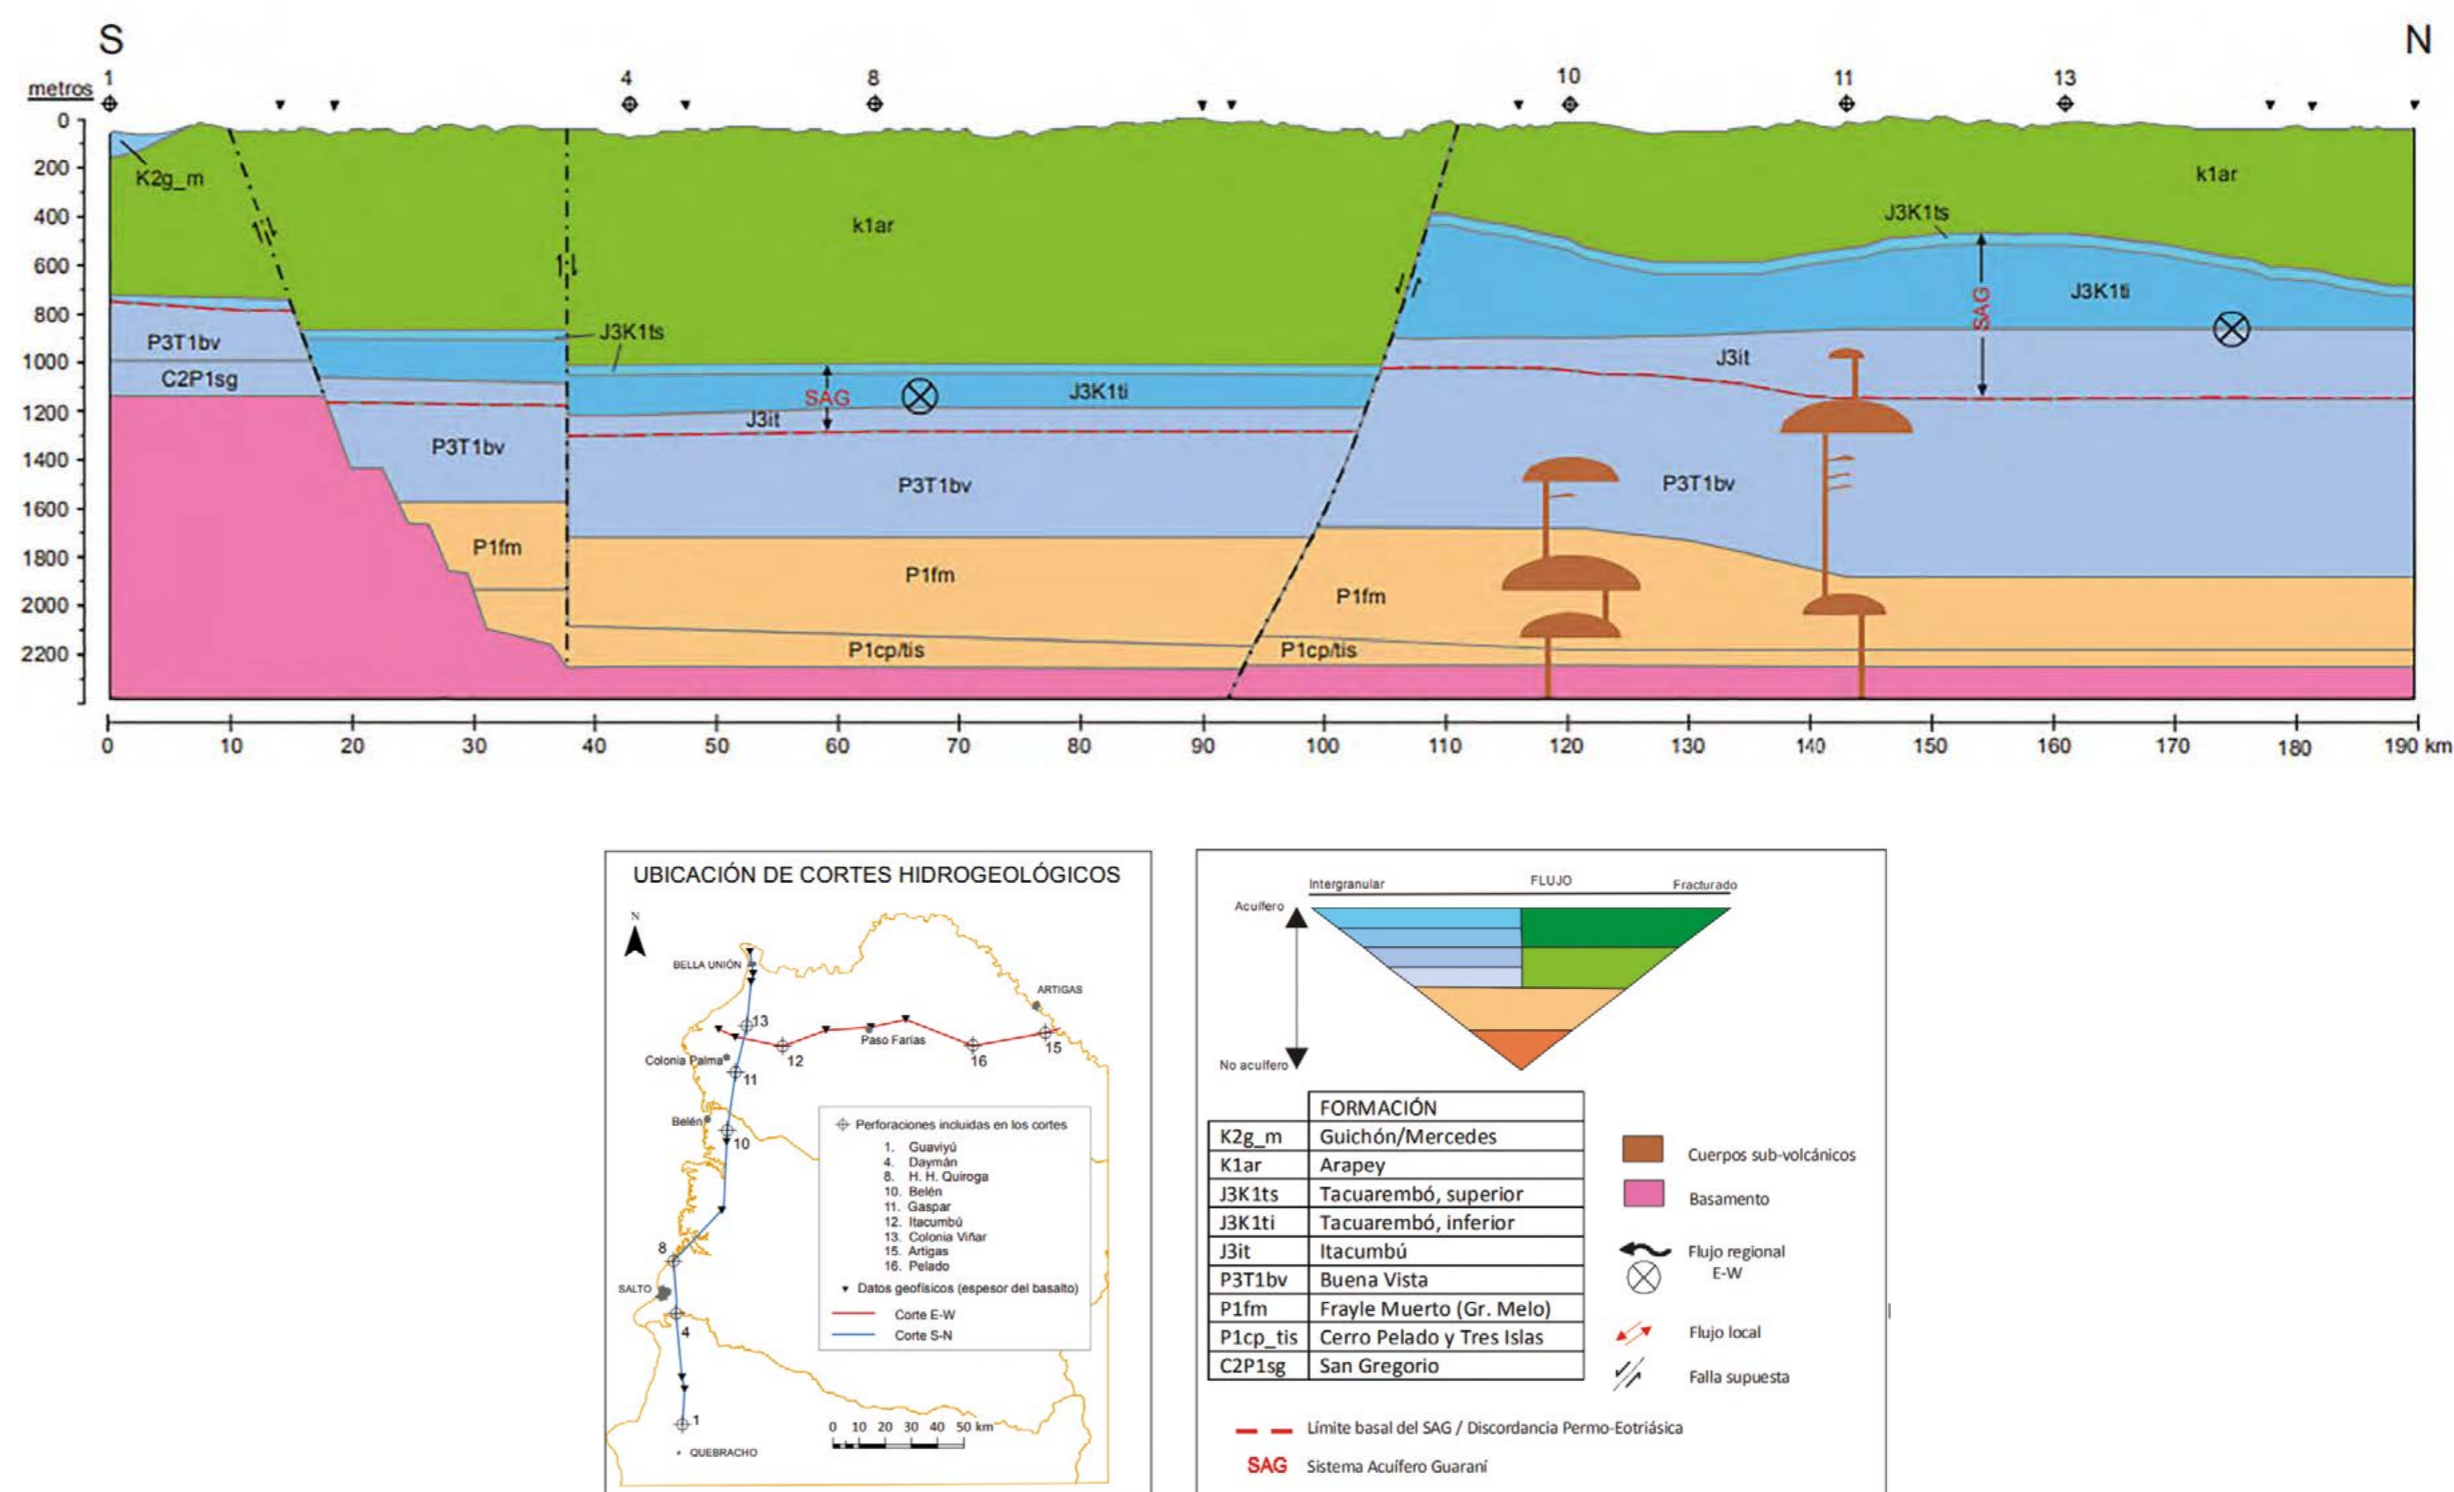 S
N
1
4
8
10
11
13
metros
0
200
400
600
800
1000
1200
1400
1600
1800
2000
2200
K2g_m
k1ar
k1ar
J3K1ts
J3K1ts
J3K1ti
P3T1bv
J3it
C2P1sg
SAG
J3K1ti
SAG
J3it
P3T1bv
P3T1bv
P3T1bv
P1fm
P1fm
P1fm
P1cp/tis
P1cp/tis
0 10 20 30 40 50 60 70 80 90 100 110 120 130 140 150 160 170 180 190 km
UBICACIÓN DE CORTES HIDROGEOLÓGICOS
N
BELLA UNIÓN
ARTIGAS
13
Paso Farías
12
16
15
Colonia Palma
11
Belén
10
8
SALTO
4
1
QUEBRACHO
Perforaciones incluidas en los cortes
1. Guaviyú
4. Daymán
8. H. H. Quiroga
10. Belén
11. Gaspar
12. Itacumbú
13. Colonia Viñar
15. Artigas
16. Pelado
Datos geofísicos (espesor del basalto)
Corte E-W
Corte S-N
0 10 20 30 40 50 km
Intergranular FLUJO Fracturado
Acuífero
No acuífero
FORMACIÓN
K2g_m Guichón/Mercedes
K1ar Arapey
J3K1ts Tacuarembó, superior
J3K1ti Tacuarembó, inferior
J3it Itacumbú
P3T1bv Buena Vista
P1fm Frayle Muerto (Gr. Melo)
P1cp_tis Cerro Pelado y Tres Islas
C2P1sg San Gregorio
Cuerpos sub-volcánicos
Basamento
Flujo regional
E-W
Flujo local
Falla supuesta
Límite basal del SAG / Discordancia Permo-Eotriásica
SAG Sistema Acuífero Guaraní